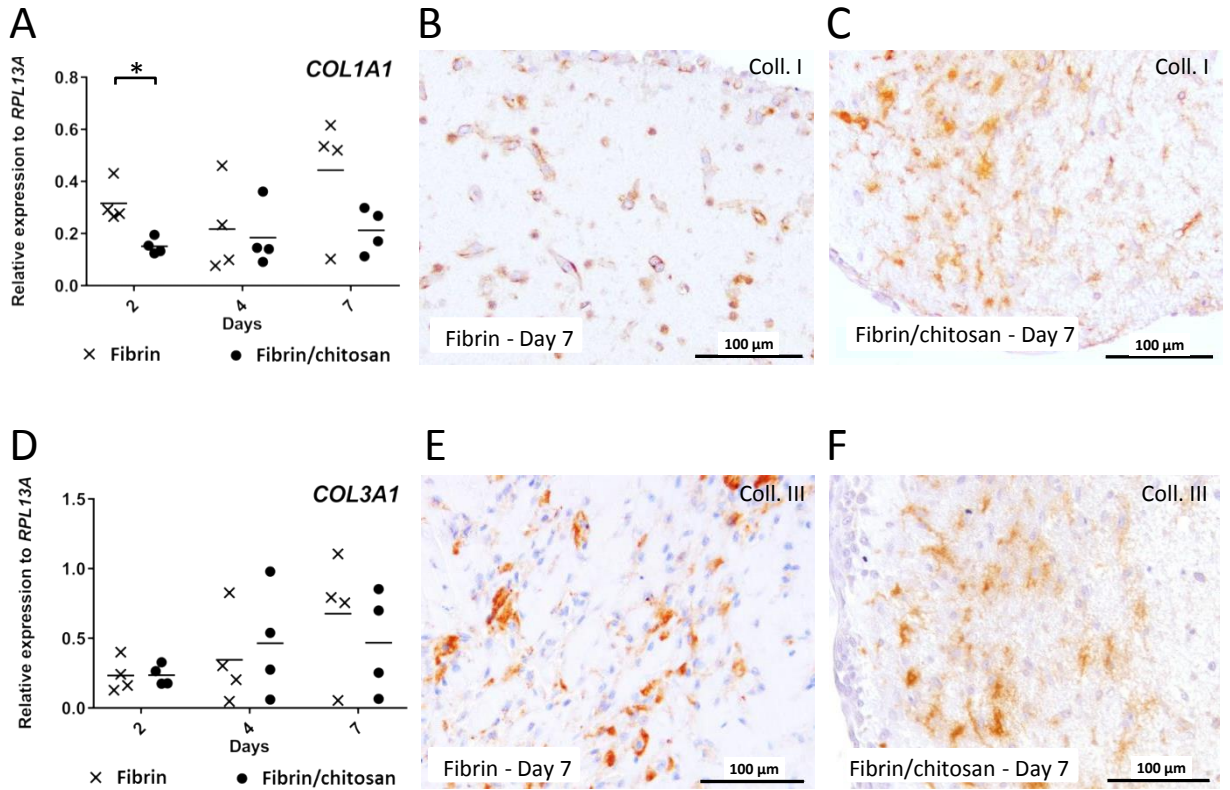 A
COL1A1
Relative expression to RPL13A
0.8
0.6
0.4
0.2
0.0
*
2
4
7
Days
× Fibrin
● Fibrin/chitosan
B
Coll. I
Fibrin - Day 7
100 µm
C
Coll. I
Fibrin/chitosan - Day 7
100 µm
D
COL3A1
Relative expression to RPL13A
1.5
1.0
0.5
0.0
2
4
7
Days
× Fibrin
● Fibrin/chitosan
E
Coll. III
Fibrin - Day 7
100 µm
F
Coll. III
Fibrin/chitosan - Day 7
100 µm